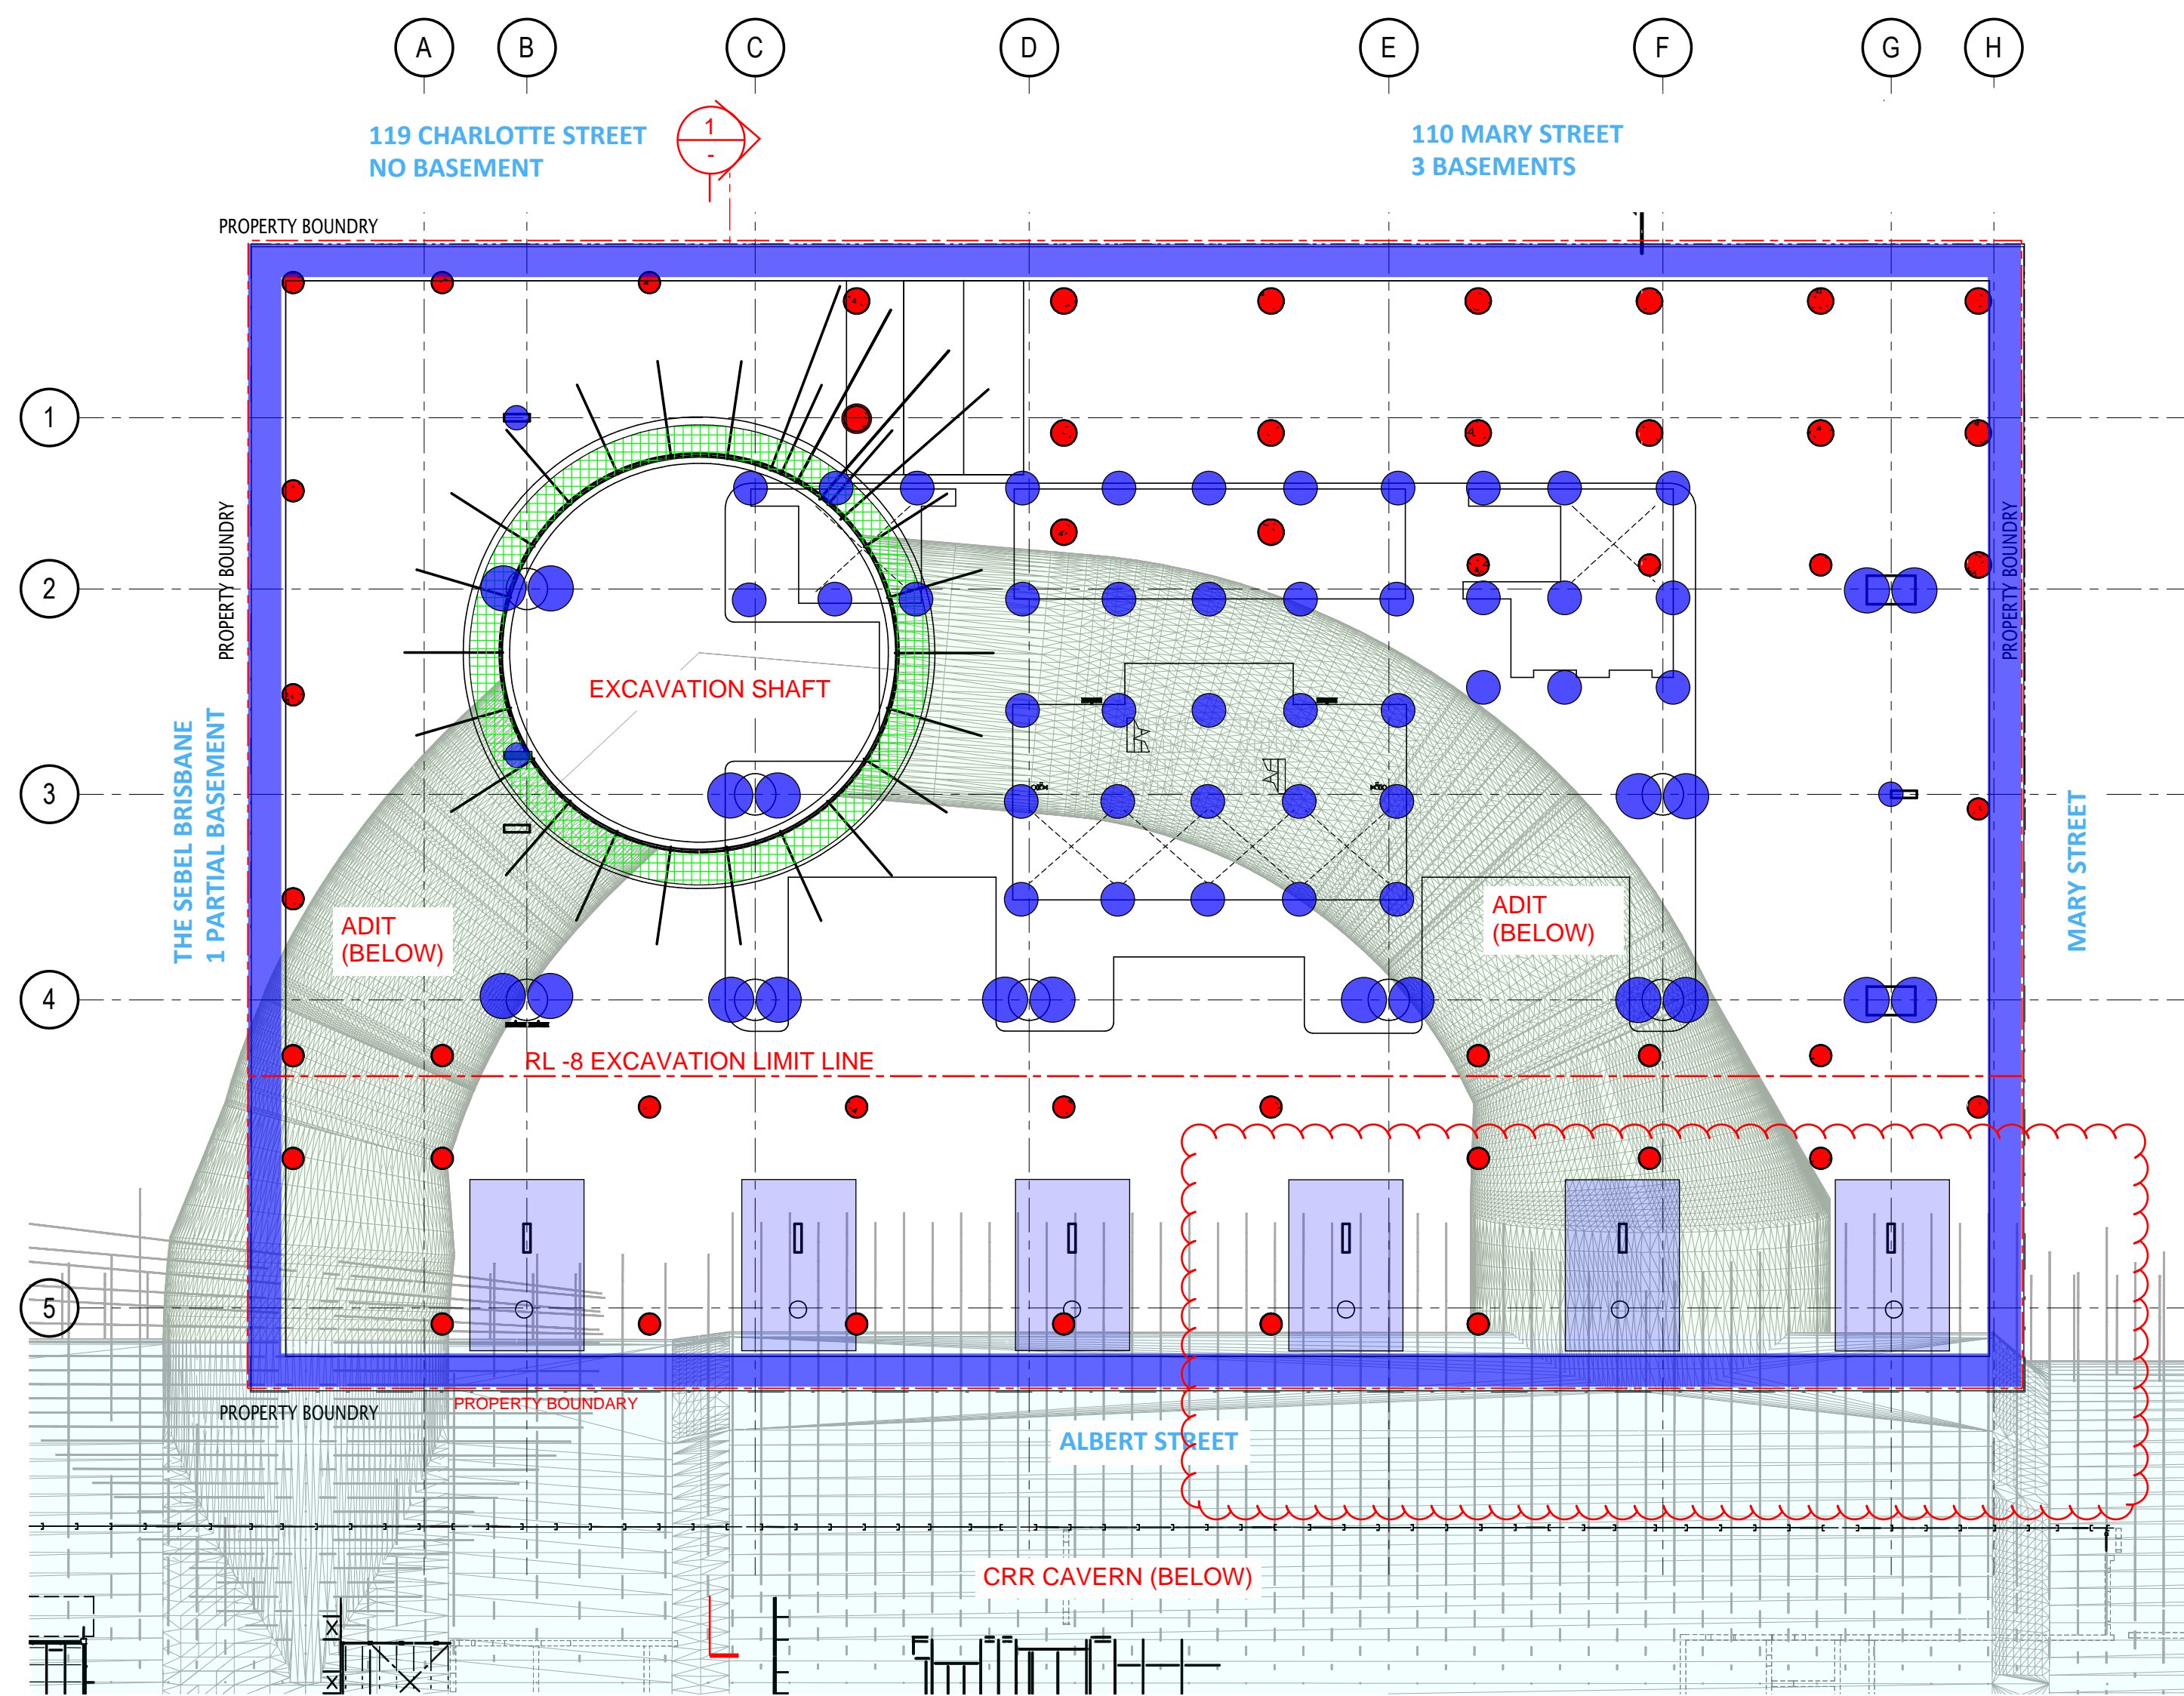 A B C D E F G H
119 CHARLOTTE STREET
NO BASEMENT
1
-
110 MARY STREET
3 BASEMENTS
PROPERTY BOUNDRY
1
2
3
4
5
PROPERTY BOUNDRY
PROPERTY BOUNDRY
THE SEBEL BRISBANE
1 PARTIAL BASEMENT
MARY STREET
EXCAVATION SHAFT
ADIT
(BELOW)
ADIT
(BELOW)
RL -8 EXCAVATION LIMIT LINE
PROPERTY BOUNDRY
PROPERTY BOUNDARY
ALBERT STREET
CRR CAVERN (BELOW)